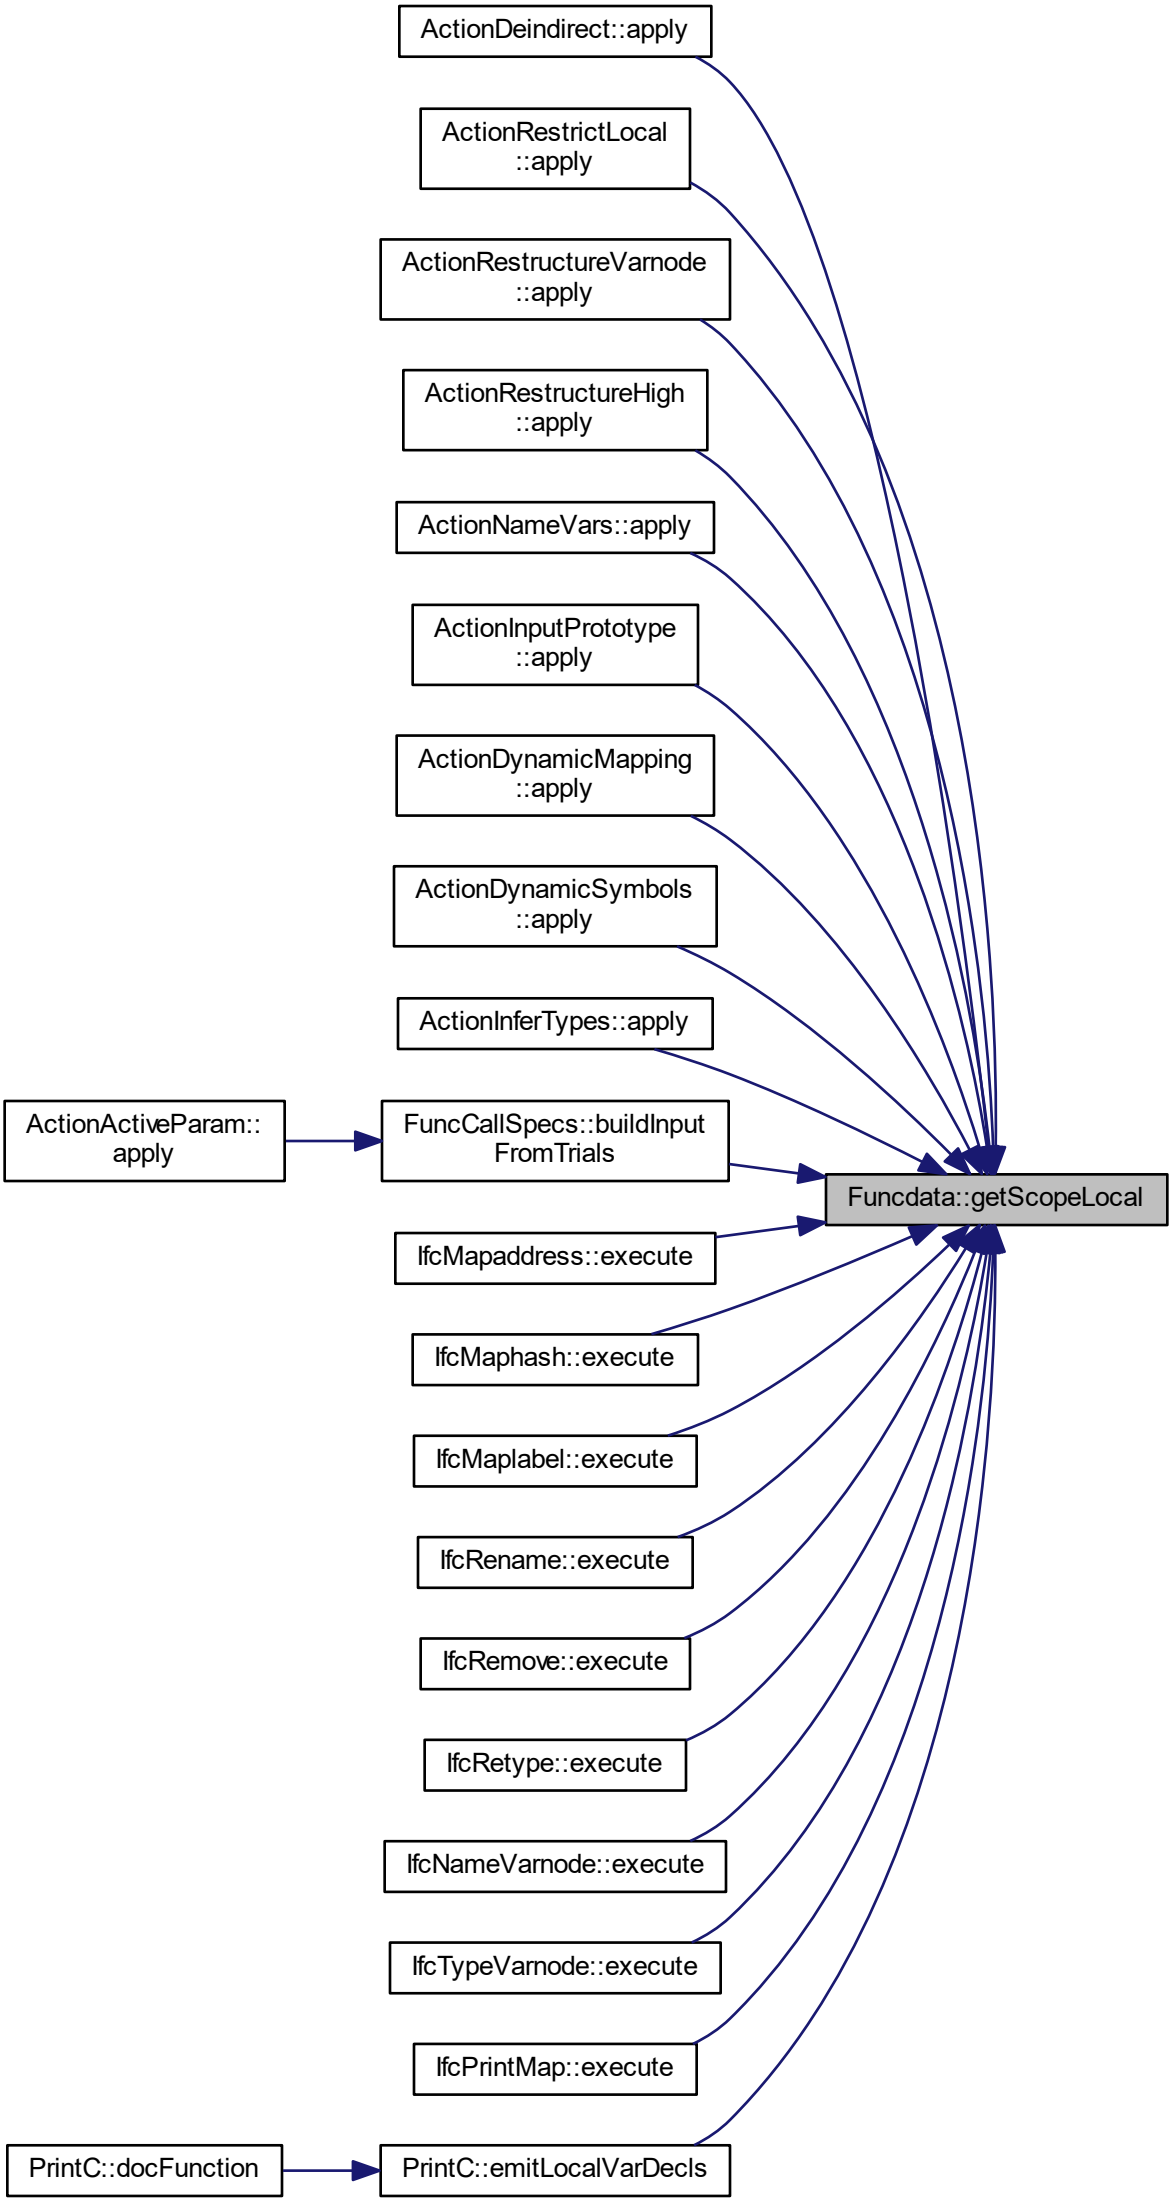 ActionDeindirect::apply
ActionRestrictLocal
::apply
ActionRestructureVarnode
::apply
ActionRestructureHigh
::apply
ActionNameVars::apply
ActionInputPrototype
::apply
ActionDynamicMapping
::apply
ActionDynamicSymbols
::apply
ActionInferTypes::apply
ActionActiveParam::
apply
FuncCallSpecs::buildInput
FromTrials
Funcdata::getScopeLocal
IfcMapaddress::execute
IfcMaphash::execute
IfcMaplabel::execute
IfcRename::execute
IfcRemove::execute
IfcRetype::execute
IfcNameVarnode::execute
IfcTypeVarnode::execute
IfcPrintMap::execute
PrintC::docFunction
PrintC::emitLocalVarDecls